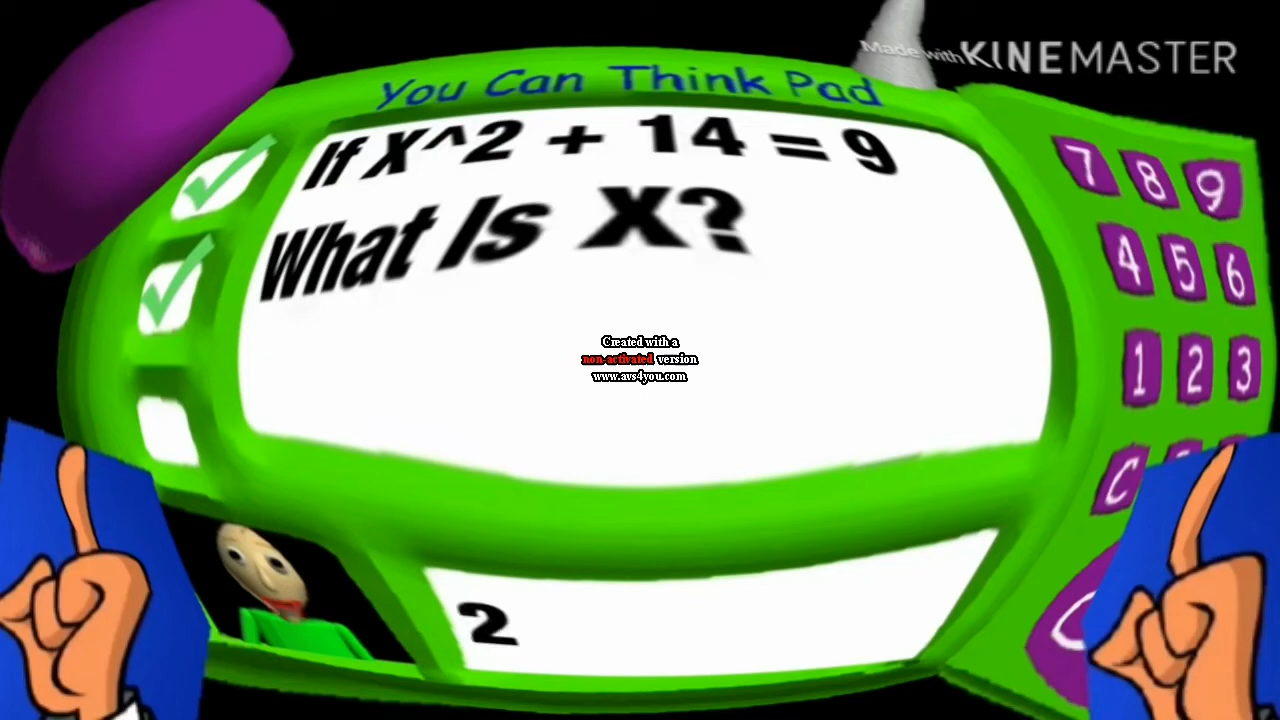 Made with KINEMASTER
You Can Think Pad
If X^2 + 14 = 9
What Is X?
7 8 9
4 5 6
1 2 3
C
Created with a
non-activated version
www.avs4you.com
2